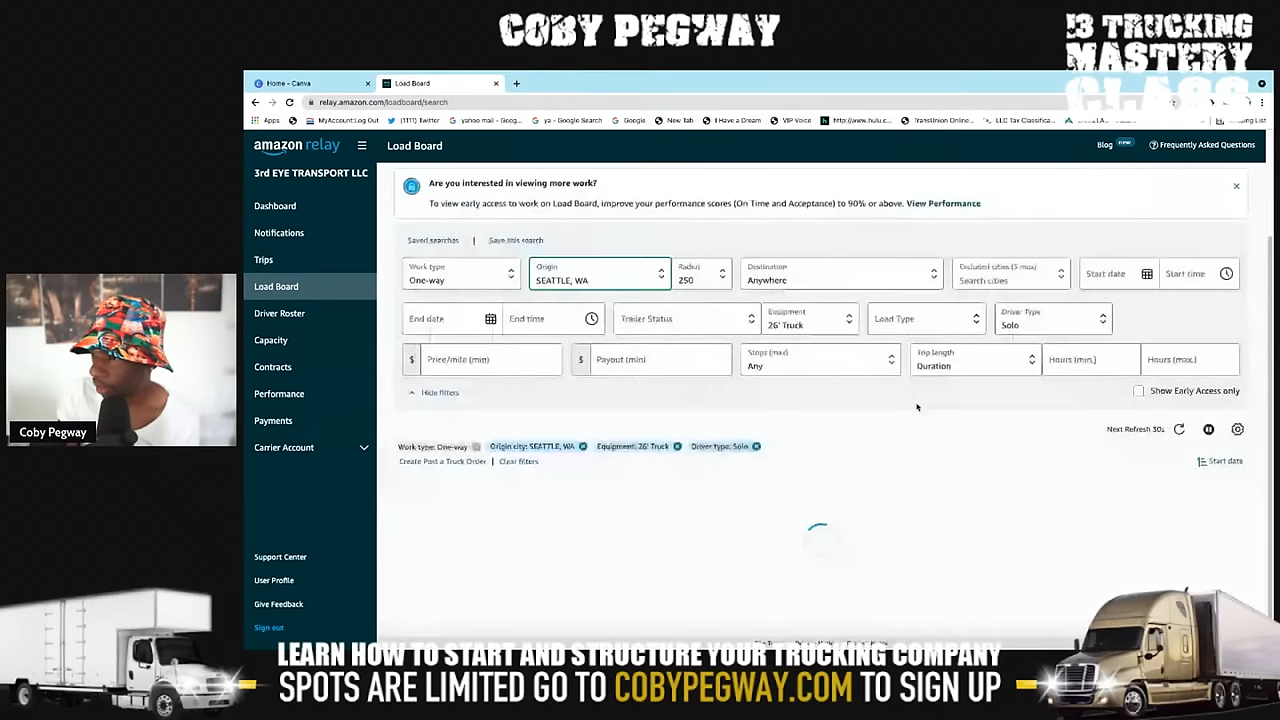 COBY PEGWAY
13 TRUCKING
MASTERY
CLASS
Home - Canva
Load Board
relay.amazon.com/loadboard/search
Apps
MyAccount:Log Out
(1111) Twitter
yahoo mail - Goog...
ya - Google Search
Google
New Tab
I Have a Dream
VIP Voice
http://www.hulu.c...
TransUnion Online...
LLC Tax Classifica...
amazon relay
Load Board
Blog new
Frequently Asked Questions
3rd EYE TRANSPORT LLC
Dashboard
Notifications
Trips
Load Board
Driver Roster
Capacity
Contracts
Performance
Payments
Carrier Account
Support Center
User Profile
Give Feedback
Sign out
Are you interested in viewing more work?
To view early access to work on Load Board, improve your performance scores (On Time and Acceptance) to 90% or above. View Performance
Saved searches | Save this search
Work type
One-way
Origin
SEATTLE, WA
Radius
250
Destination
Anywhere
Excluded cities (5 max)
Search cities
Start date
Start time
End date
End time
Trailer Status
Equipment
26' Truck
Load Type
Driver Type
Solo
$ Price/mile (min)
$ Payout (min)
Stops (max)
Any
Trip length
Duration
Hours (min.)
Hours (max.)
Hide filters
Show Early Access only
Next Refresh 30s
Work type: One-way
Origin city: SEATTLE, WA
Equipment: 26' Truck
Driver type: Solo
Create Post a Truck Order | Clear filters
Start date
Coby Pegway
LEARN HOW TO START AND STRUCTURE YOUR TRUCKING COMPANY
SPOTS ARE LIMITED GO TO COBYPEGWAY.COM TO SIGN UP